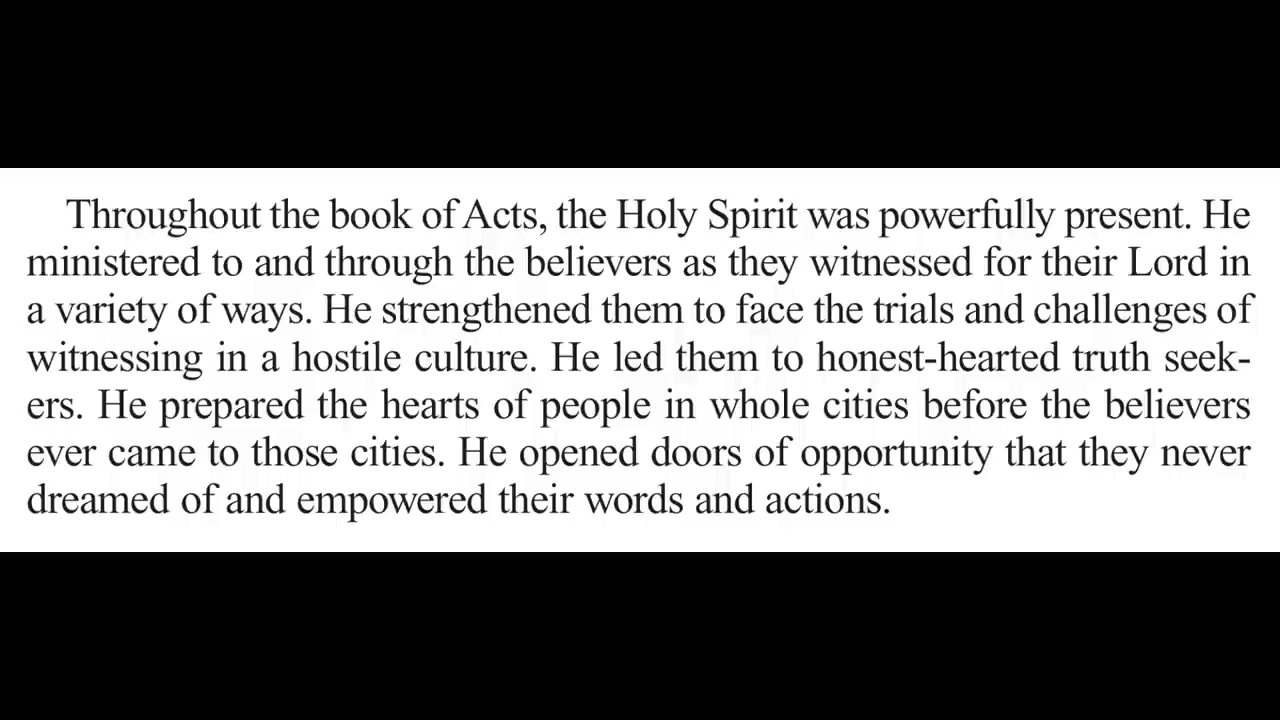 Throughout the book of Acts, the Holy Spirit was powerfully present. He
ministered to and through the believers as they witnessed for their Lord in
a variety of ways. He strengthened them to face the trials and challenges of
witnessing in a hostile culture. He led them to honest-hearted truth seek-
ers. He prepared the hearts of people in whole cities before the believers
ever came to those cities. He opened doors of opportunity that they never
dreamed of and empowered their words and actions.